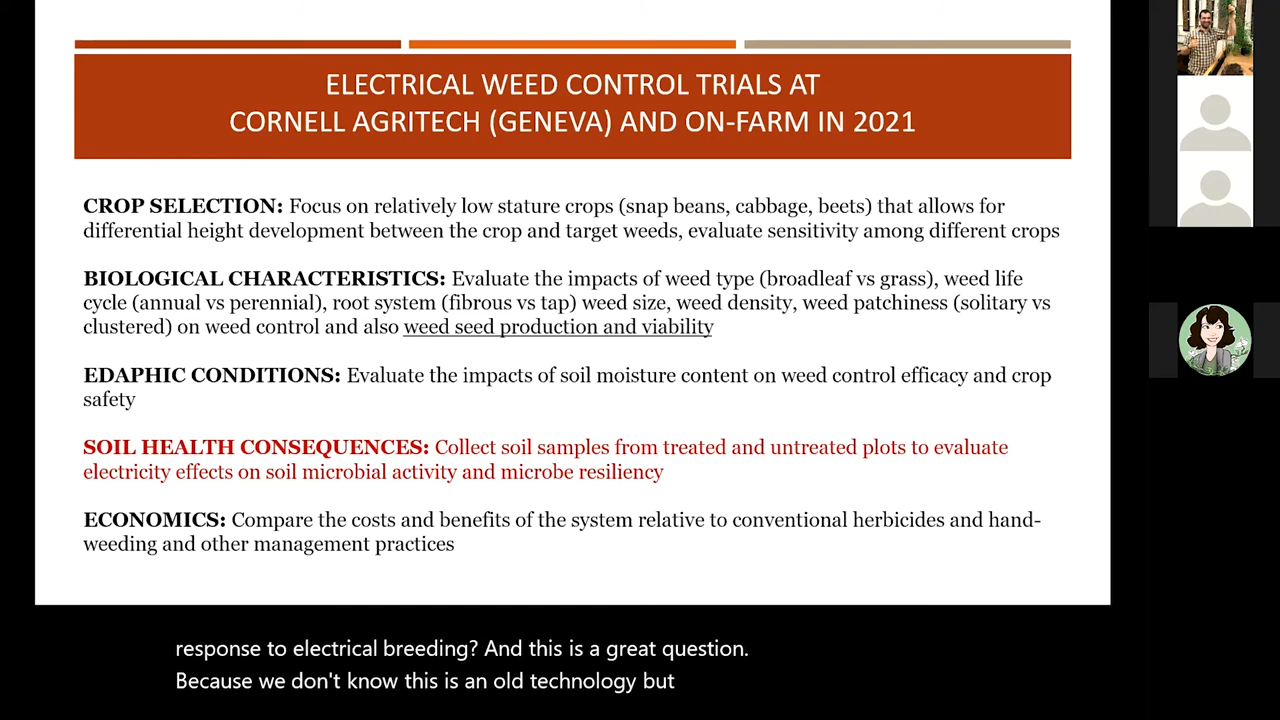 ELECTRICAL WEED CONTROL TRIALS AT
CORNELL AGRITECH (GENEVA) AND ON-FARM IN 2021
CROP SELECTION: Focus on relatively low stature crops (snap beans, cabbage, beets) that allows for
differential height development between the crop and target weeds, evaluate sensitivity among different crops
BIOLOGICAL CHARACTERISTICS: Evaluate the impacts of weed type (broadleaf vs grass), weed life
cycle (annual vs perennial), root system (fibrous vs tap) weed size, weed density, weed patchiness (solitary vs
clustered) on weed control and also weed seed production and viability
EDAPHIC CONDITIONS: Evaluate the impacts of soil moisture content on weed control efficacy and crop
safety
SOIL HEALTH CONSEQUENCES: Collect soil samples from treated and untreated plots to evaluate
electricity effects on soil microbial activity and microbe resiliency
ECONOMICS: Compare the costs and benefits of the system relative to conventional herbicides and hand-
weeding and other management practices
response to electrical breeding? And this is a great question.
Because we don't know this is an old technology but